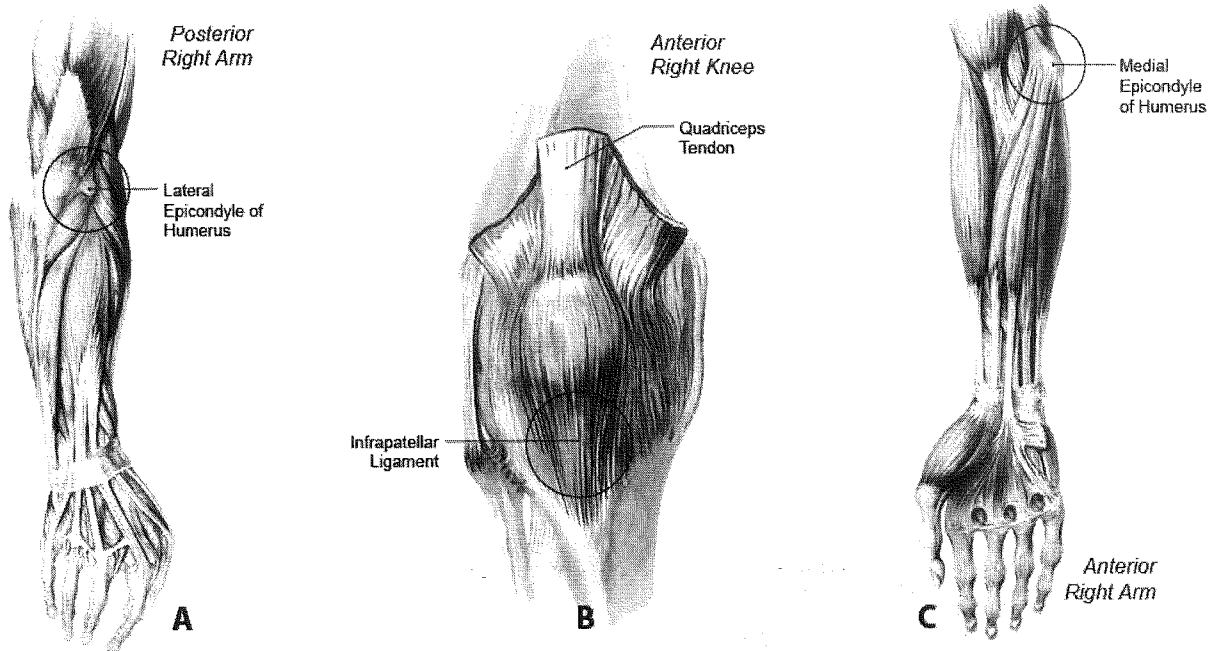 Posterior
Right Arm
Lateral
Epicondyle of
Humerus
A
Anterior
Right Knee
Quadriceps
Tendon
Infrapatellar
Ligament
B
Medial
Epicondyle
of Humerus
Anterior
Right Arm
C